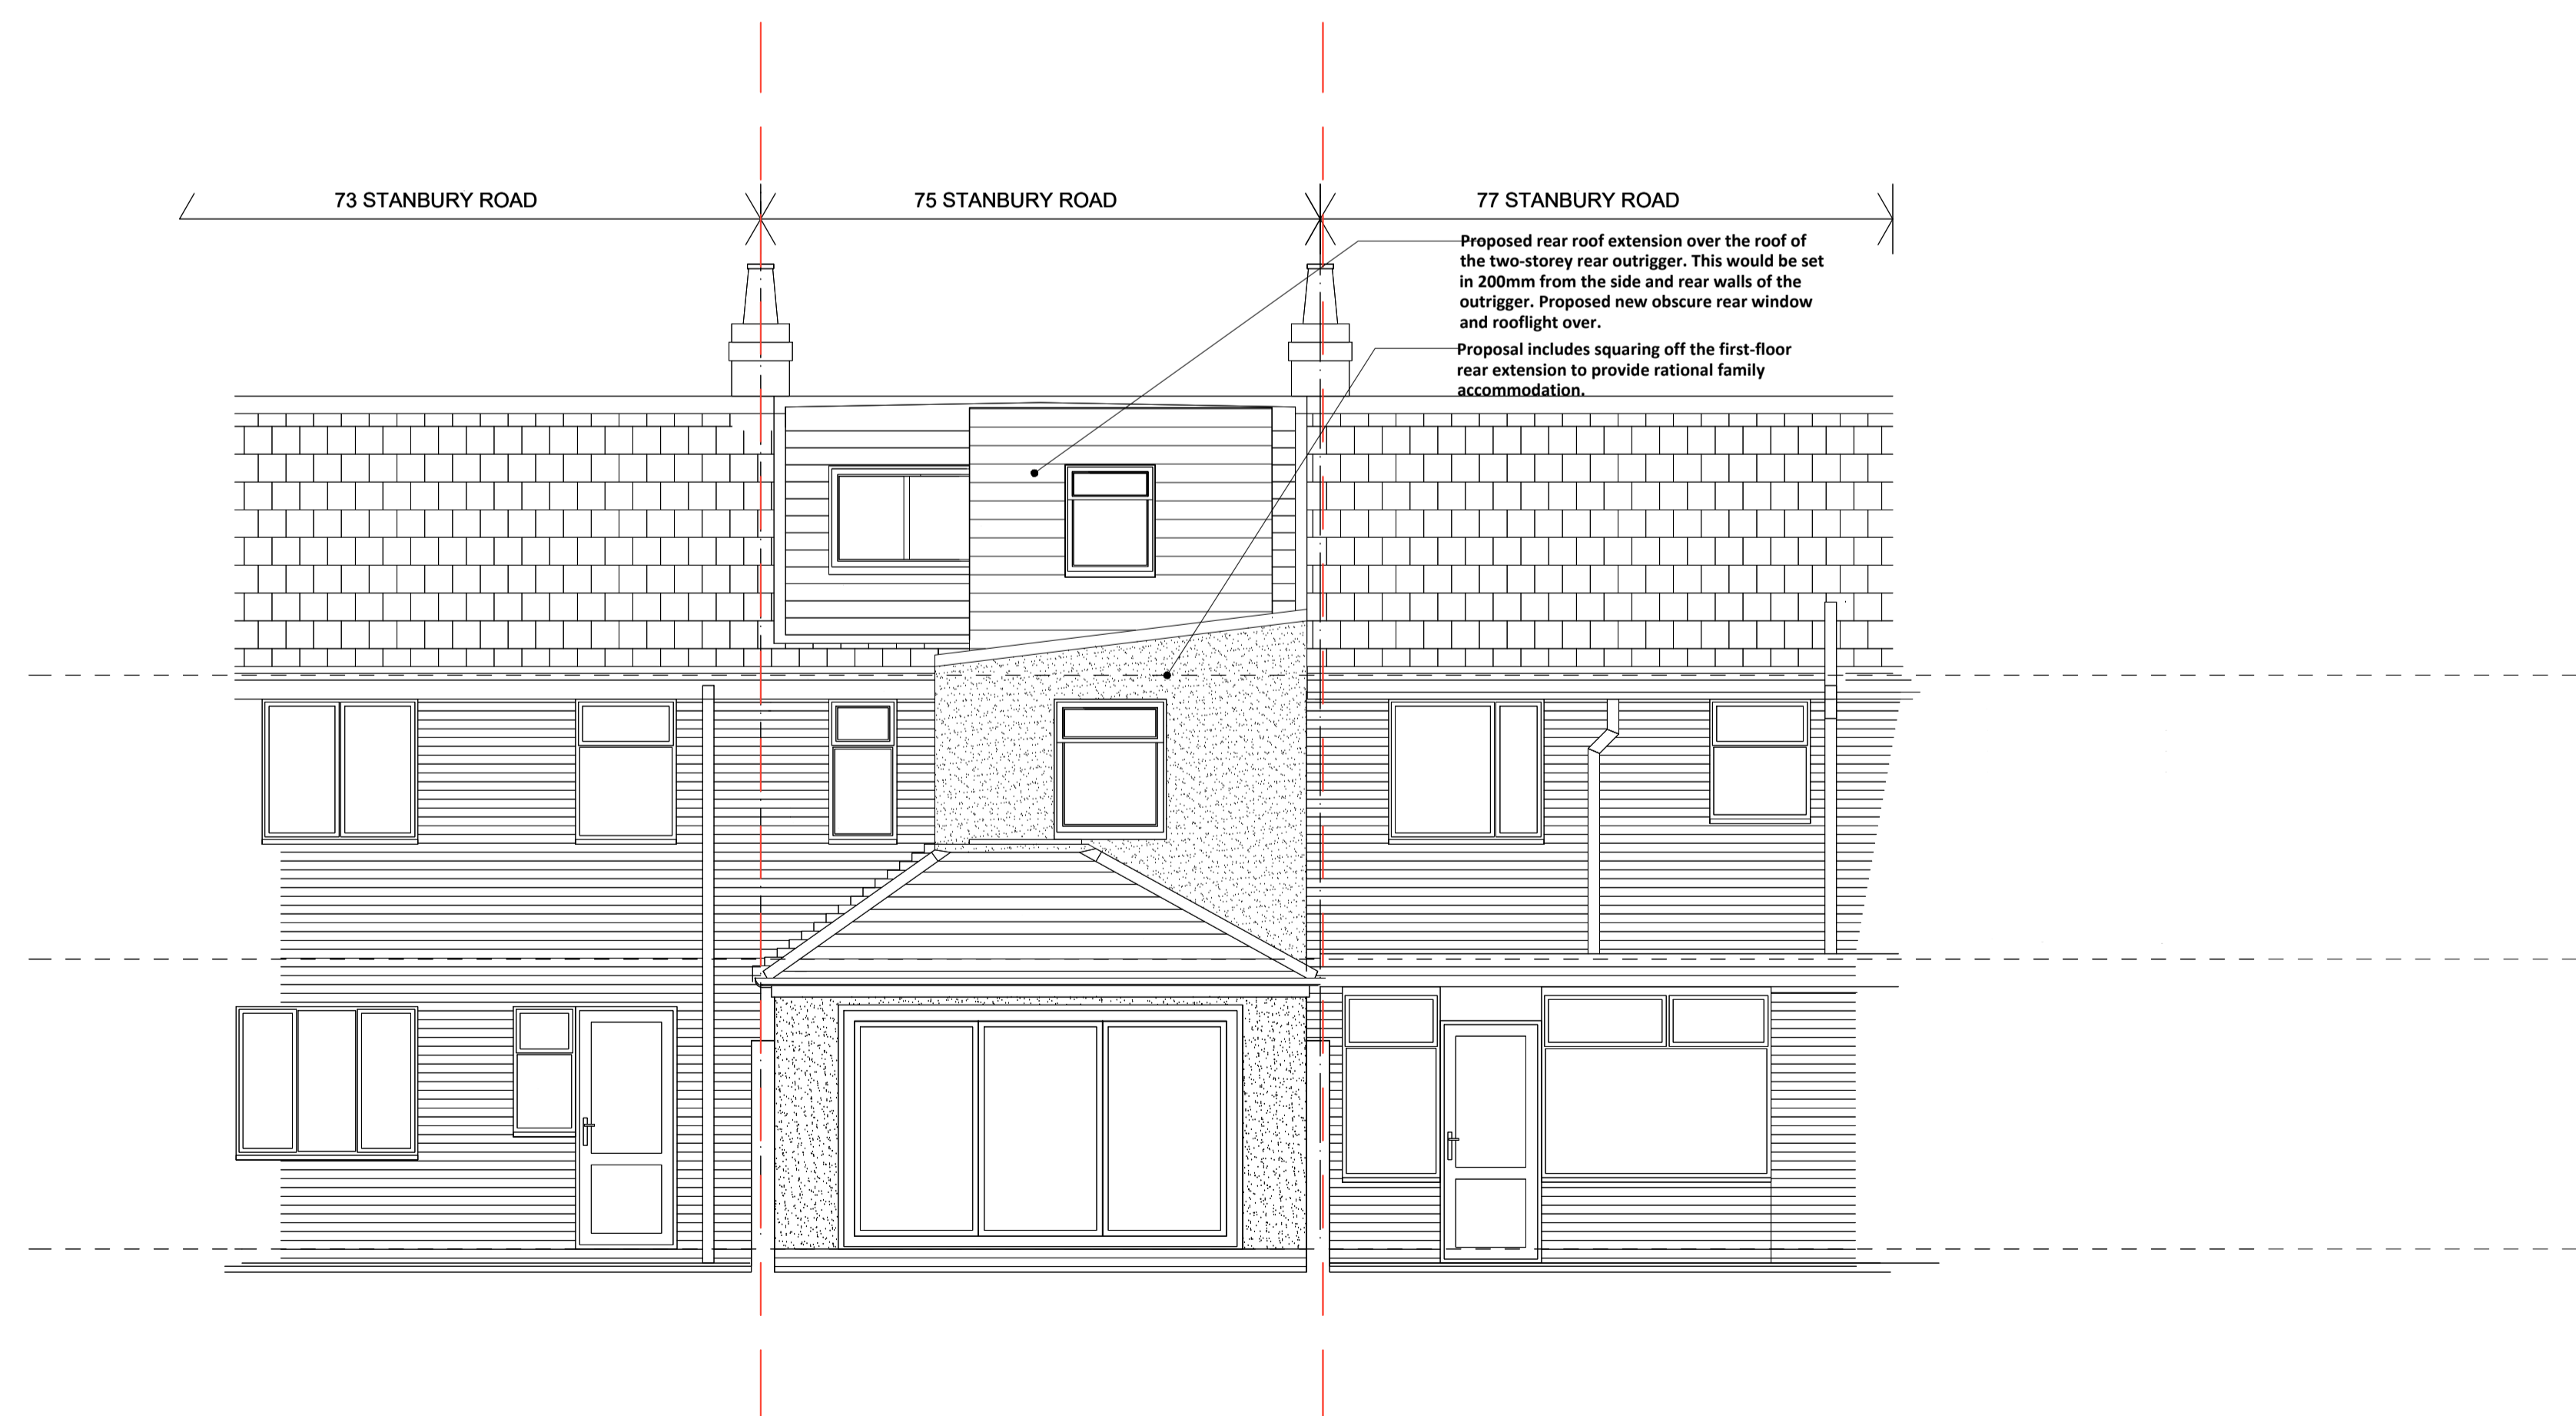 73 STANBURY ROAD
75 STANBURY ROAD
77 STANBURY ROAD
Proposed rear roof extension over the roof of
the two-storey rear outrigger. This would be set
in 200mm from the side and rear walls of the
outrigger. Proposed new obscure rear window
and rooflight over.
Proposal includes squaring off the first-floor
rear extension to provide rational family
accommodation.